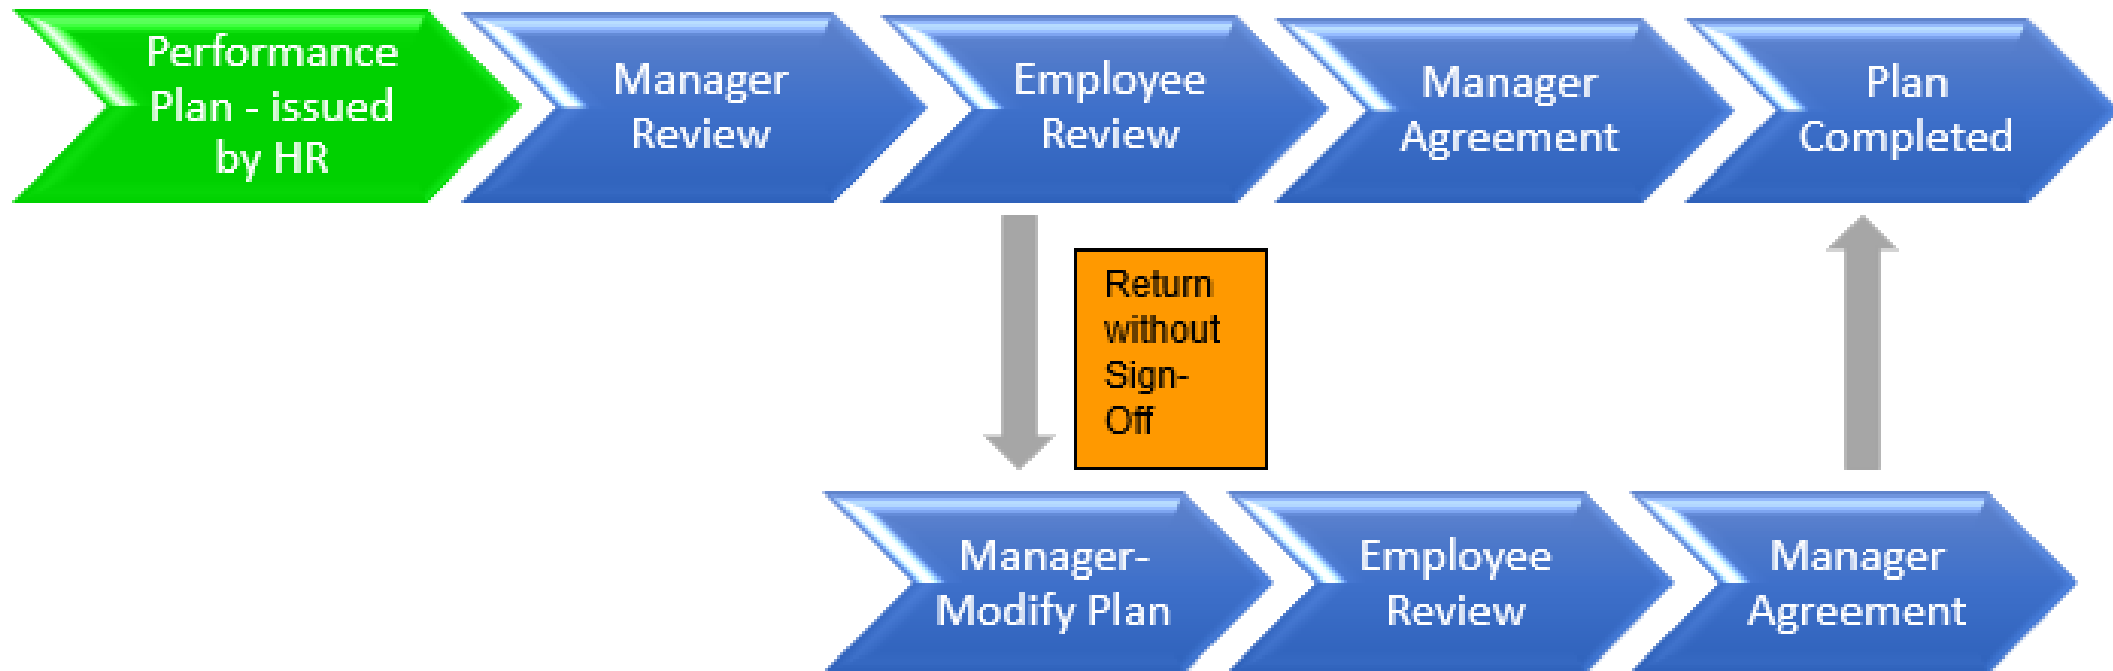 Performance
Plan - issued
by HR
Manager
Review
Employee
Review
Manager
Agreement
Plan
Completed
Return
without
Sign-
Off
Manager-
Modify Plan
Employee
Review
Manager
Agreement